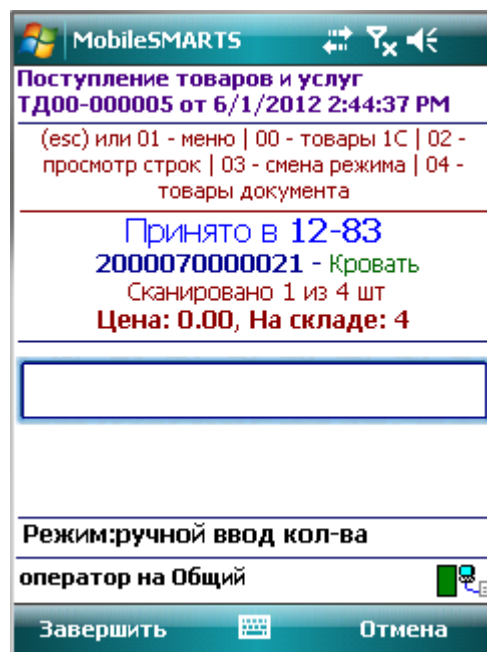 MobileSMARTS
Поступление товаров и услуг
ТД00-000005 от 6/1/2012 2:44:37 PM
(esc) или 01 - меню | 00 - товары 1С | 02 -
просмотр строк | 03 - смена режима | 04 -
товары документа
Принято в 12-83
2000070000021 - Кровать
Сканировано 1 из 4 шт
Цена: 0.00, На складе: 4
Режим:ручной ввод кол-ва
оператор на Общий
Завершить Отмена